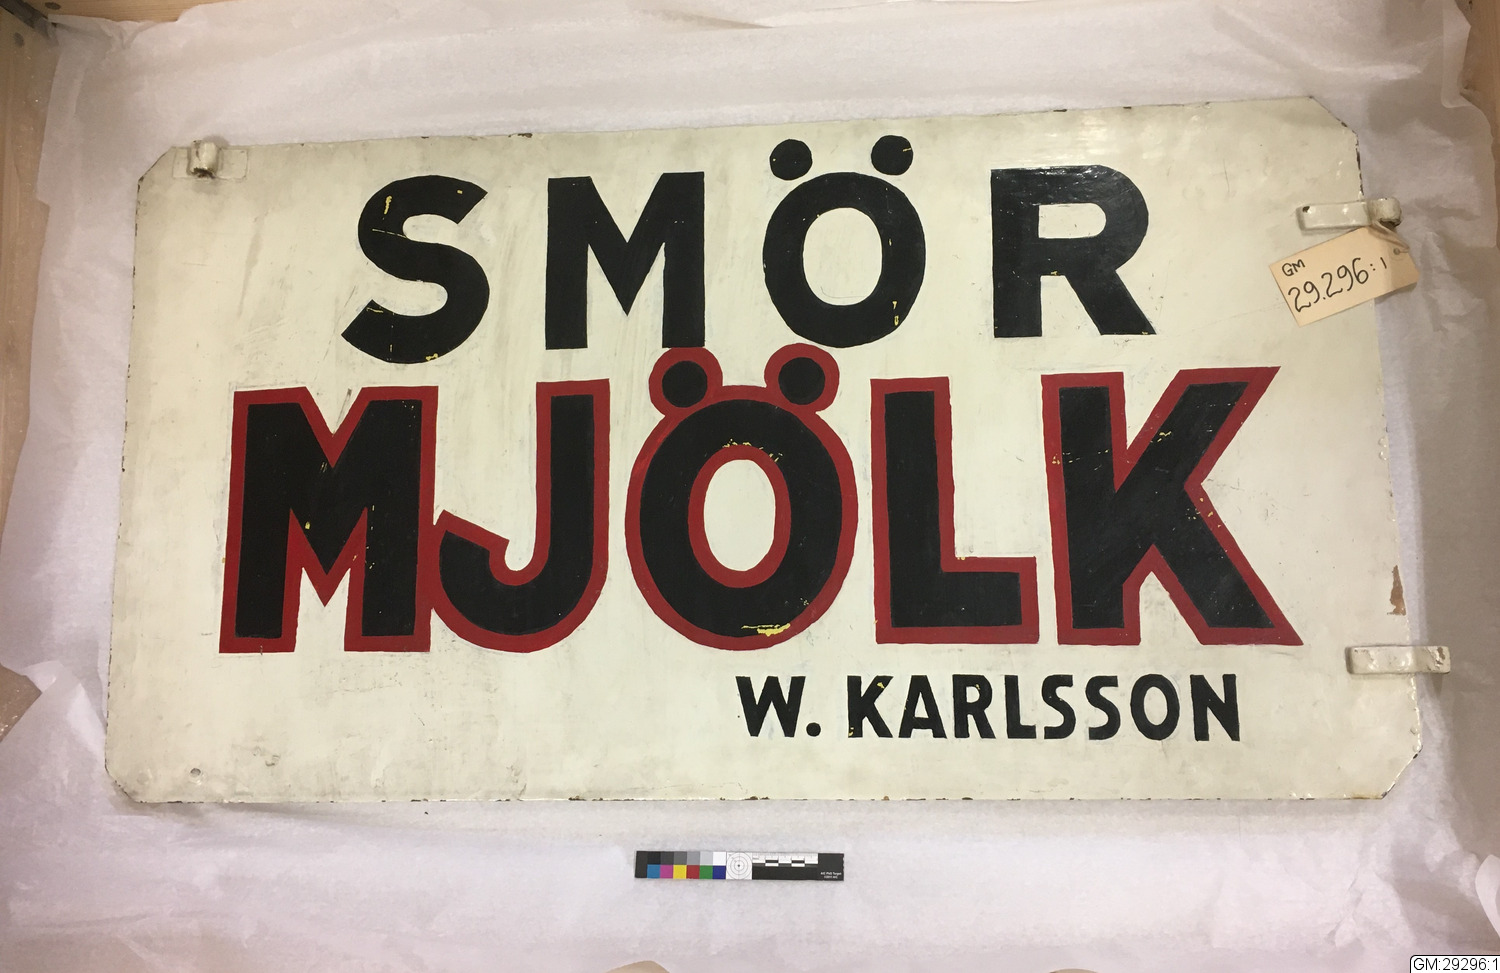 SMÖR
MJÖLK
W. KARLSSON
GM
29.296:1
GM:29296:1